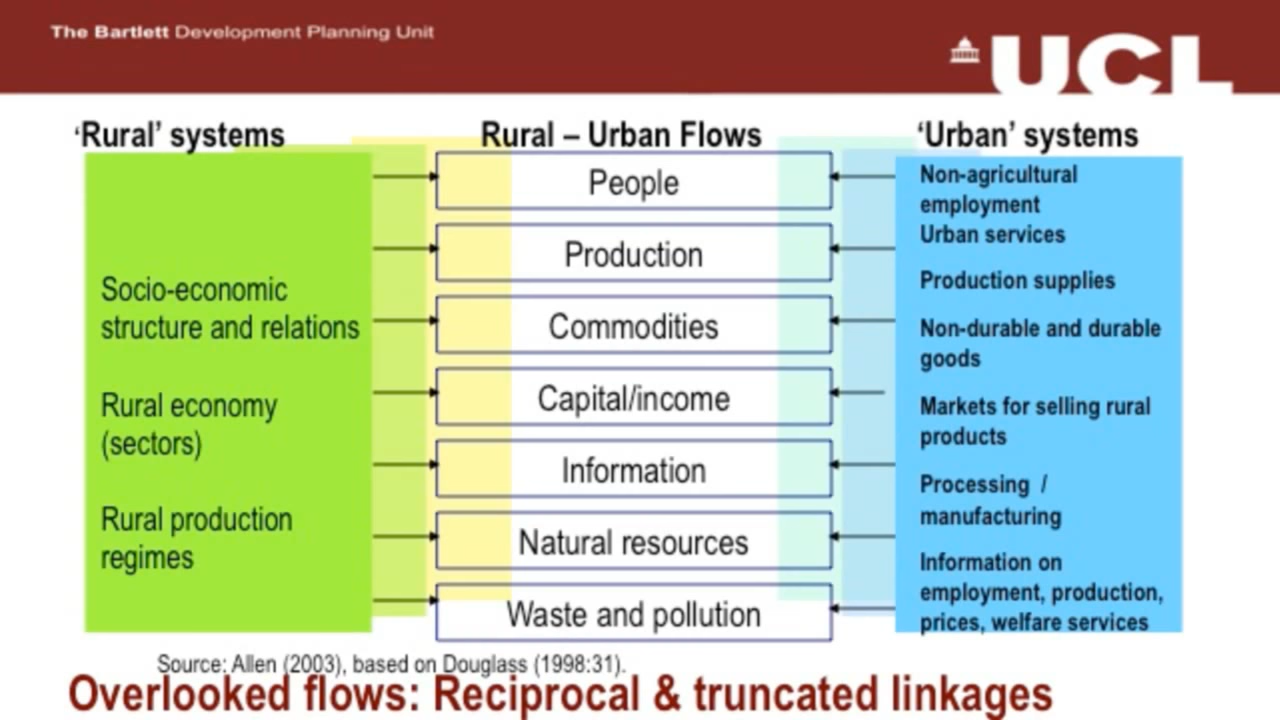 The Bartlett Development Planning Unit
UCL
‘Rural’ systems
Rural – Urban Flows
‘Urban’ systems
Socio-economic
structure and relations
Rural economy
(sectors)
Rural production
regimes
People
Production
Commodities
Capital/income
Information
Natural resources
Waste and pollution
Non-agricultural
employment
Urban services
Production supplies
Non-durable and durable
goods
Markets for selling rural
products
Processing /
manufacturing
Information on
employment, production,
prices, welfare services
Source: Allen (2003), based on Douglass (1998:31).
Overlooked flows: Reciprocal & truncated linkages